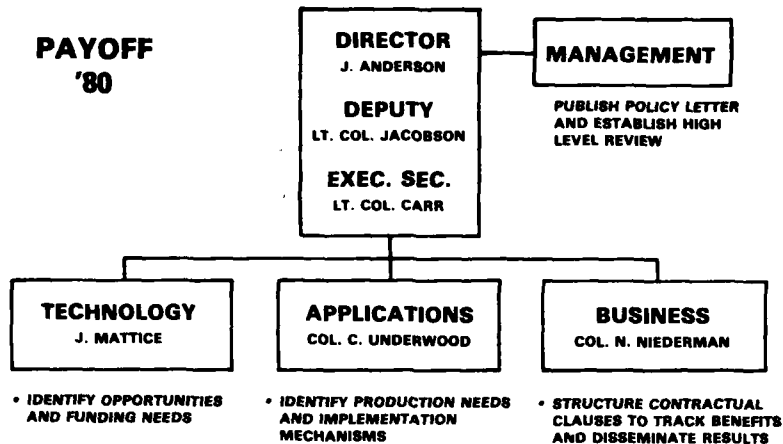 PAYOFF
'80
DIRECTOR
J. ANDERSON
DEPUTY
LT. COL. JACOBSON
EXEC. SEC.
LT. COL. CARR
MANAGEMENT
PUBLISH POLICY LETTER
AND ESTABLISH HIGH
LEVEL REVIEW
TECHNOLOGY
J. MATTICE
• IDENTIFY OPPORTUNITIES
AND FUNDING NEEDS
APPLICATIONS
COL. C. UNDERWOOD
• IDENTIFY PRODUCTION NEEDS
AND IMPLEMENTATION
MECHANISMS
BUSINESS
COL. N. NIEDERMAN
• STRUCTURE CONTRACTUAL
CLAUSES TO TRACK BENEFITS
AND DISSEMINATE RESULTS